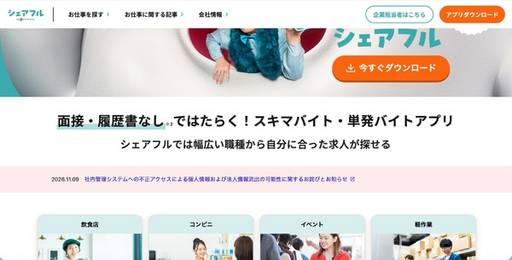 シェアフル
お仕事を探す
お仕事に関する記事
会社情報
企業担当者はこちら
アプリダウンロード
シェアフル
今すぐダウンロード
面接・履歴書なし ではたらく！スキマバイト・単発バイトアプリ
シェアフルでは幅広い職種から自分に合った求人が探せる
2026.11.09 社内管理システムへの不正アクセスによる個人情報および法人情報流出の可能性に関するお詫びとお知らせ
飲食店
コンビニ
イベント
軽作業